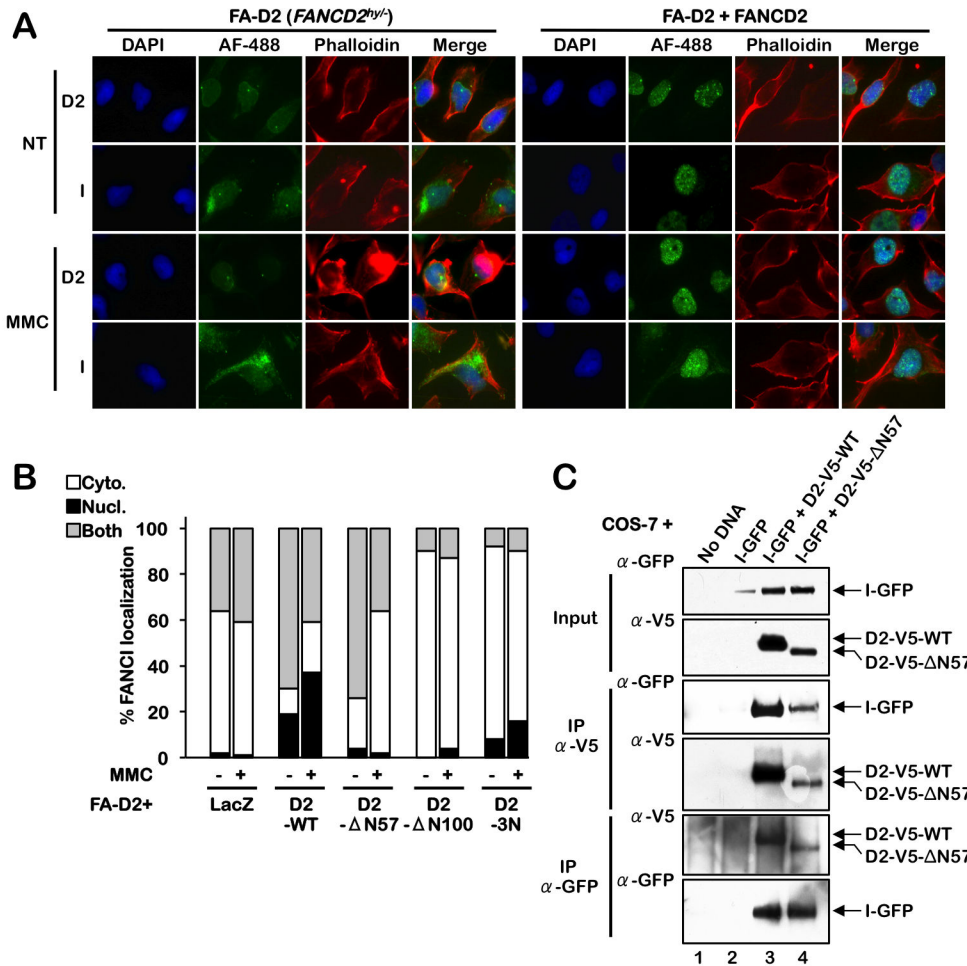 A
FA-D2 (FANCD2hy/-)
FA-D2 + FANCD2
DAPI AF-488 Phalloidin Merge
DAPI AF-488 Phalloidin Merge
NT
D2
I
MMC
D2
I
B
Cyto.
Nucl.
Both
% FANCI localization
100
80
60
40
20
0
MMC - + - + - + - + - +
FA-D2+ LacZ D2 -WT D2 -ΔN57 D2 -ΔN100 D2 -3N
C
COS-7 +
No DNA
I-GFP
I-GFP + D2-V5-WT
I-GFP + D2-V5-ΔN57
Input
α-GFP
I-GFP
α-V5
D2-V5-WT
D2-V5-ΔN57
IP α-V5
α-GFP
I-GFP
α-V5
D2-V5-WT
D2-V5-ΔN57
IP α-GFP
α-V5
D2-V5-WT
D2-V5-ΔN57
α-GFP
I-GFP
1 2 3 4